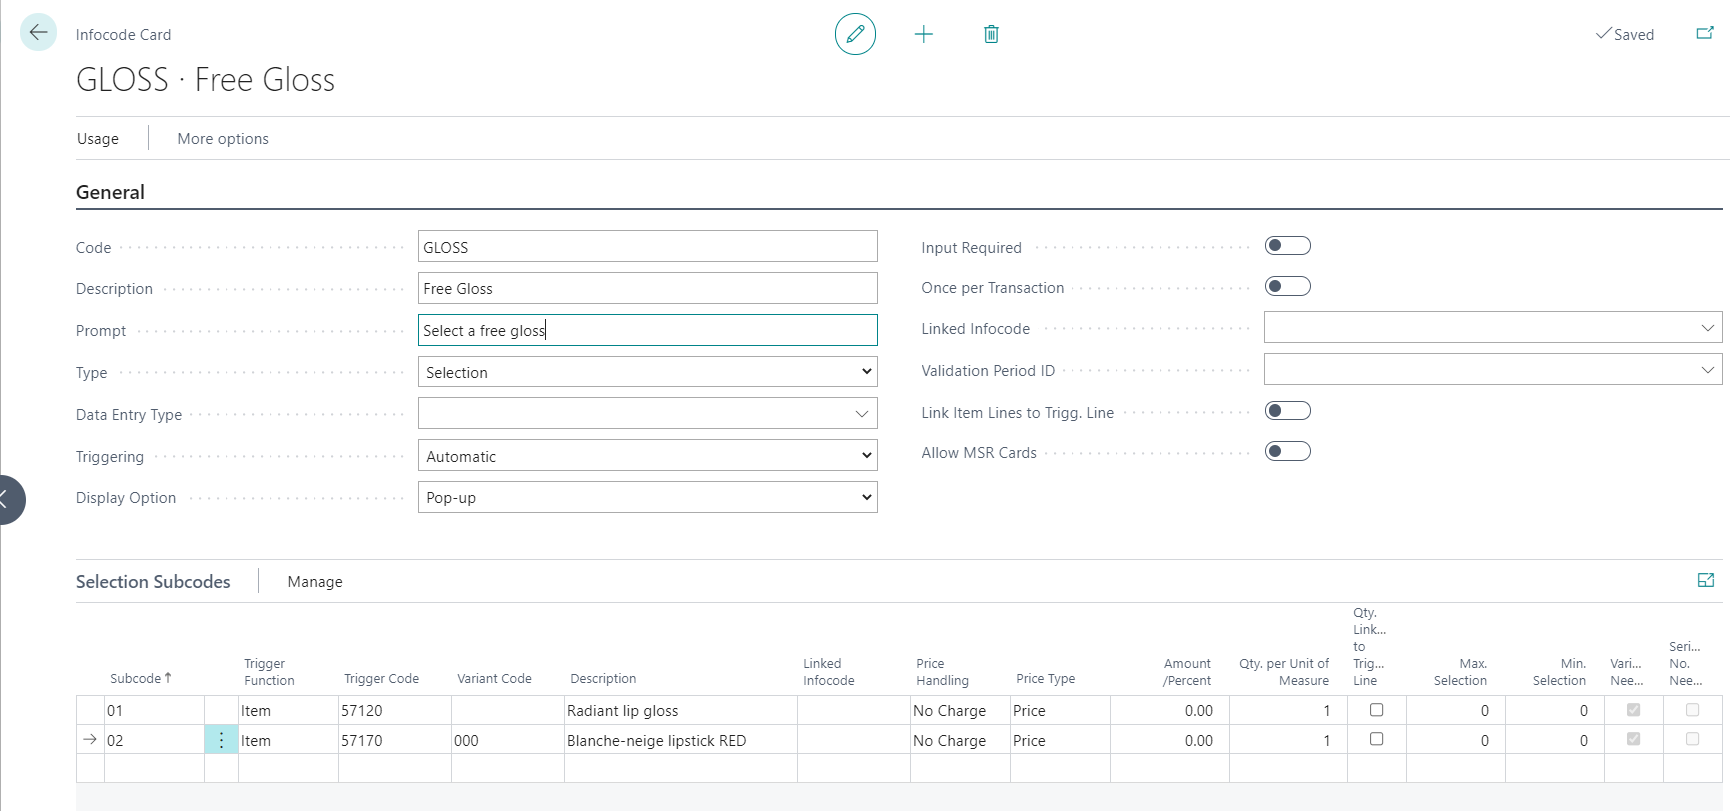 Infocode Card
Saved
GLOSS · Free Gloss
Usage
More options
General
Code
GLOSS
Description
Free Gloss
Prompt
Select a free gloss
Type
Selection
Data Entry Type
Triggering
Automatic
Display Option
Pop-up
Input Required
Once per Transaction
Linked Infocode
Validation Period ID
Link Item Lines to Trigg. Line
Allow MSR Cards
Selection Subcodes
Manage
Subcode↑
Trigger
Function
Trigger Code
Variant Code
Description
Linked
Infocode
Price
Handling
Price Type
Amount
/Percent
Qty. per Unit of
Measure
Qty.
Link...
to
Trig...
Line
Max.
Selection
Min.
Selection
Vari...
Nee...
Seri...
No.
Nee...
01 Item 57120 Radiant lip gloss No Charge Price 0.00 1 0 0
02 Item 57170 000 Blanche-neige lipstick RED No Charge Price 0.00 1 0 0